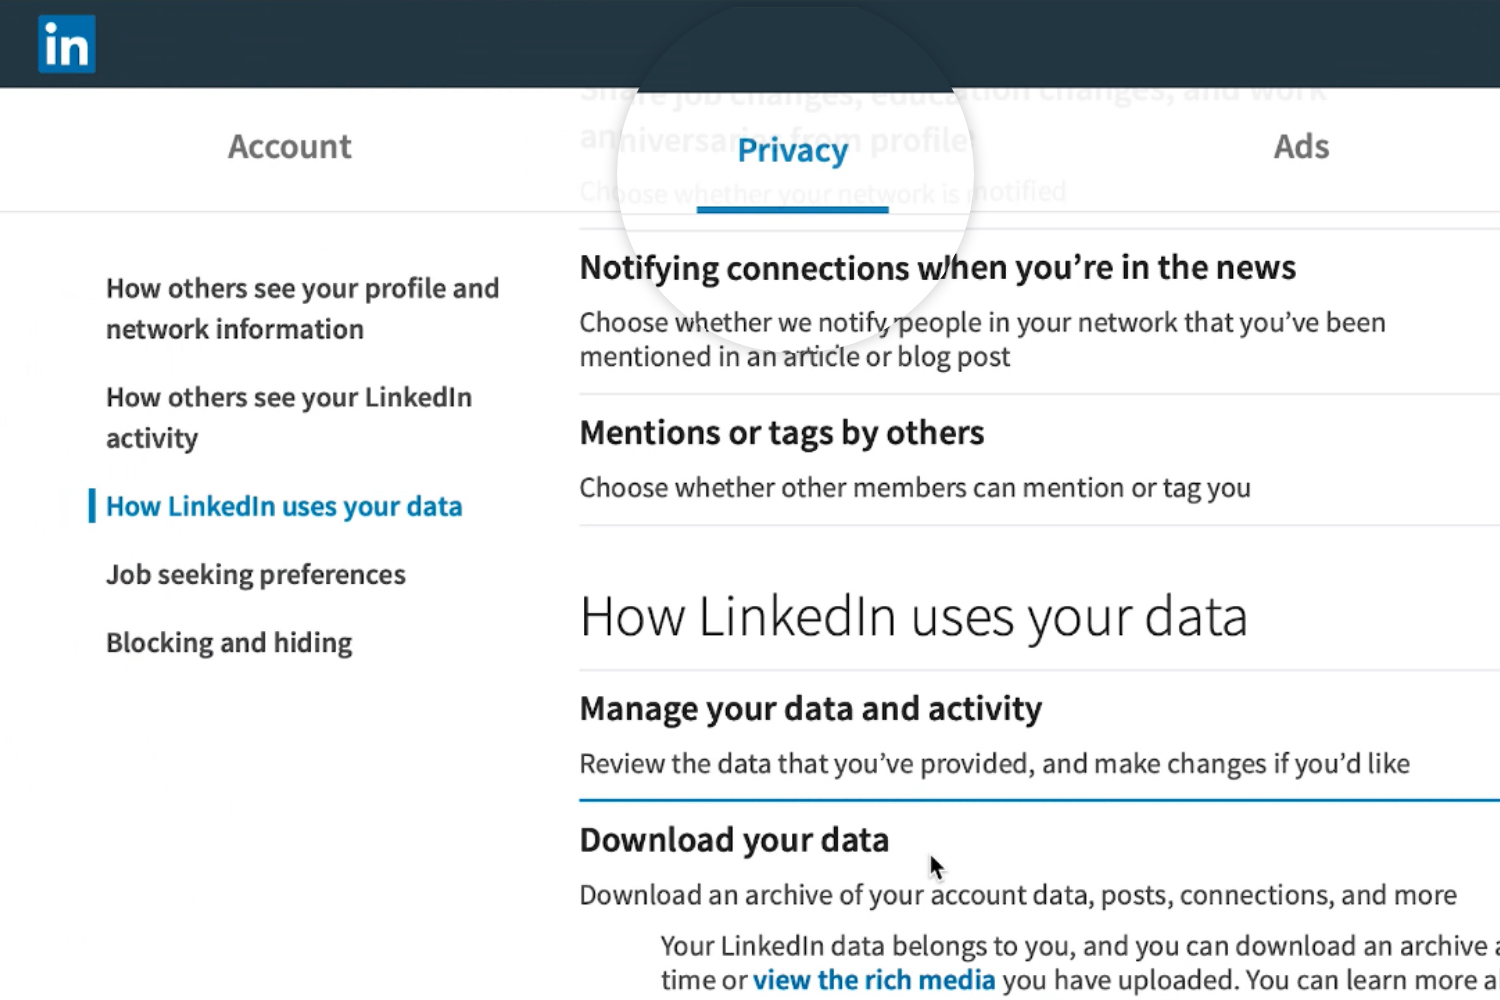 in
Share job changes, education changes, and work
anniversaries from profile
Account
Privacy
Ads
Choose whether your network is notified
How others see your profile and
network information
How others see your LinkedIn
activity
How LinkedIn uses your data
Job seeking preferences
Blocking and hiding
Notifying connections when you’re in the news
Choose whether we notify people in your network that you’ve been
mentioned in an article or blog post
Mentions or tags by others
Choose whether other members can mention or tag you
How LinkedIn uses your data
Manage your data and activity
Review the data that you’ve provided, and make changes if you’d like
Download your data
Download an archive of your account data, posts, connections, and more
Your LinkedIn data belongs to you, and you can download an archive a
time or view the rich media you have uploaded. You can learn more a